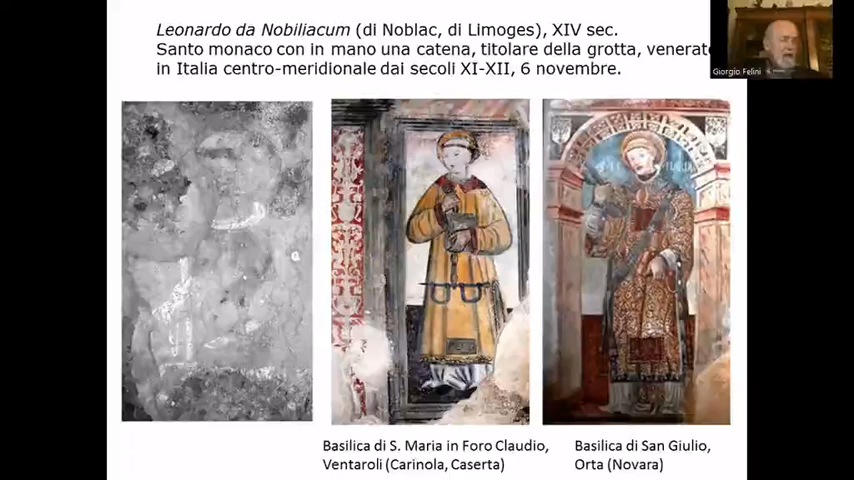 Leonardo da Nobiliacum (di Noblac, di Limoges), XIV sec.
Santo monaco con in mano una catena, titolare della grotta, venerato
in Italia centro-meridionale dai secoli XI-XII, 6 novembre.
Giorgio Felini
Basilica di S. Maria in Foro Claudio,
Ventaroli (Carinola, Caserta)
Basilica di San Giulio,
Orta (Novara)